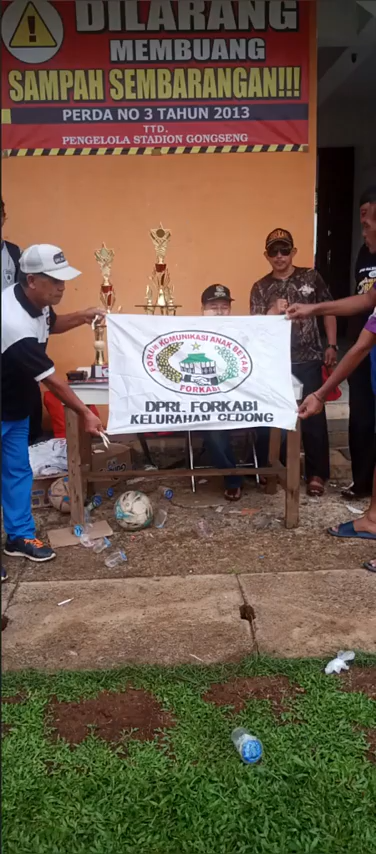 DILARANG
MEMBUANG
SAMPAH SEMBARANGAN!!!
PERDA NO 3 TAHUN 2013
TTD.
PENGELOLA STADION GONGSENG
FORUM KOMUNIKASI ANAK BETAWI
FORKABI
DPRL FORKABI
KELURAHAN CEDONG